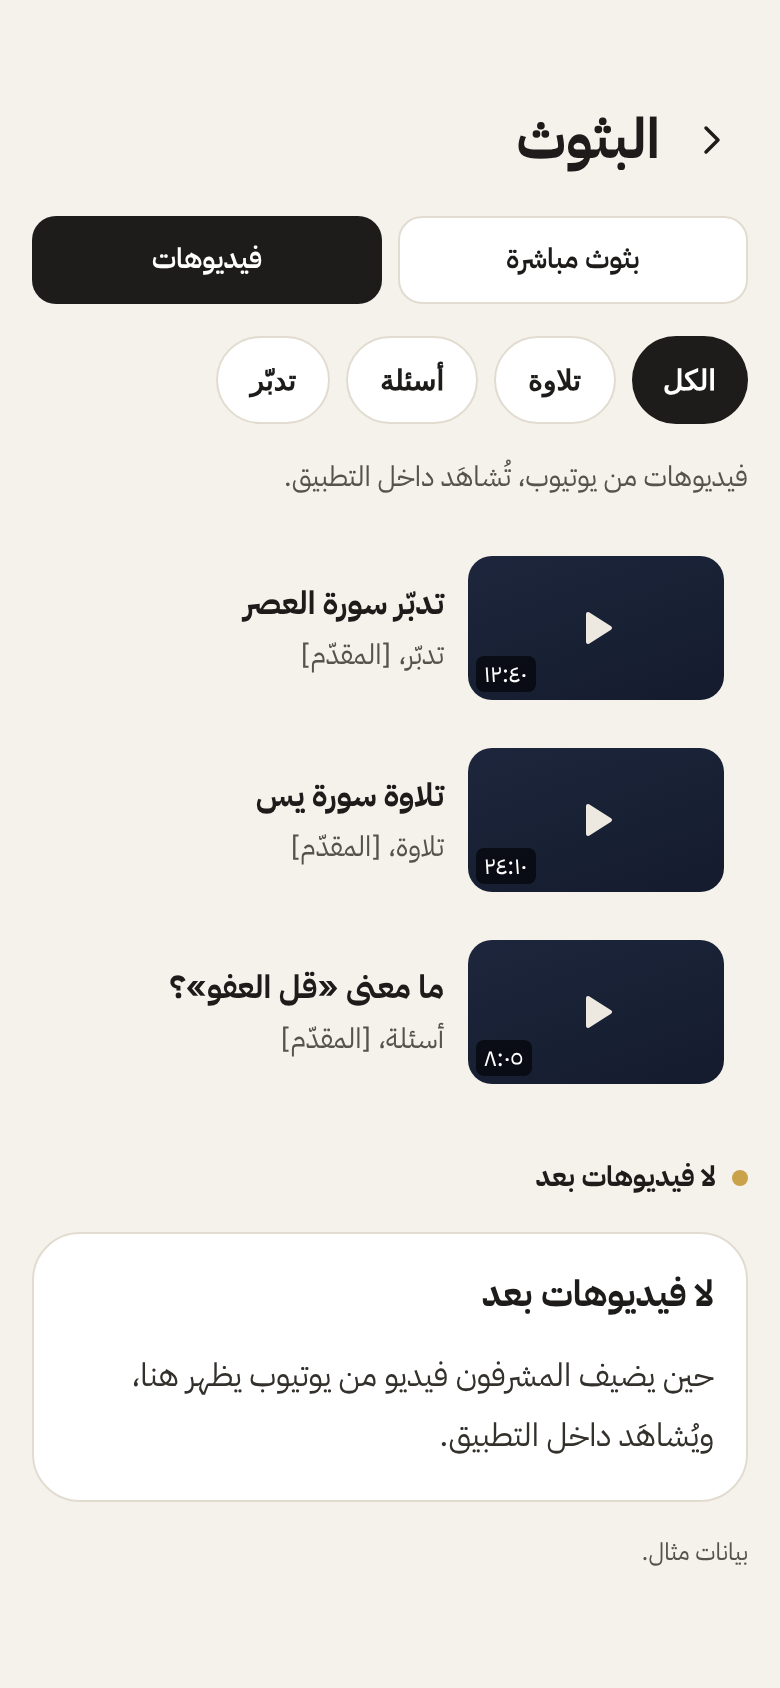 البثوث
بثوث مباشرة
فيديوهات
الكل
تلاوة
أسئلة
تدبّر
فيديوهات من يوتيوب، تُشاهَد داخل التطبيق.
تدبّر سورة العصر
تدبّر، [المقدّم]
١٢:٤٠
تلاوة سورة يس
تلاوة، [المقدّم]
٢٤:١٠
ما معنى «قل العفو»؟
أسئلة، [المقدّم]
٨:٠٥
لا فيديوهات بعد
لا فيديوهات بعد
حين يضيف المشرفون فيديو من يوتيوب يظهر هنا،
ويُشاهَد داخل التطبيق.
بيانات مثال.